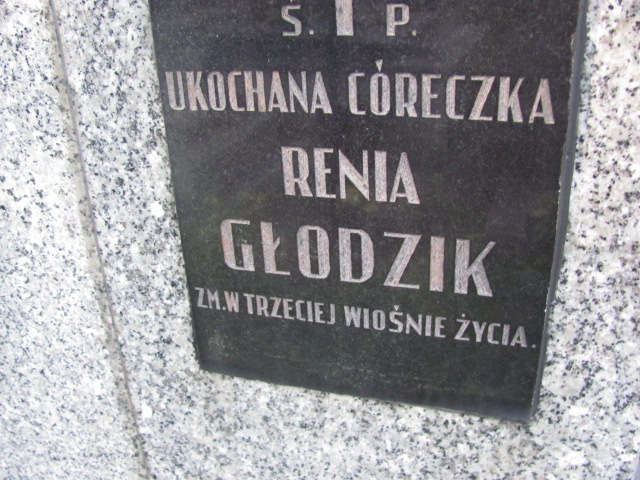 Ś. P.
UKOCHANA CÓRECZKA
RENIA
GŁODZIK
ZM. W TRZECIEJ WIOŚNIE ŻYCIA.